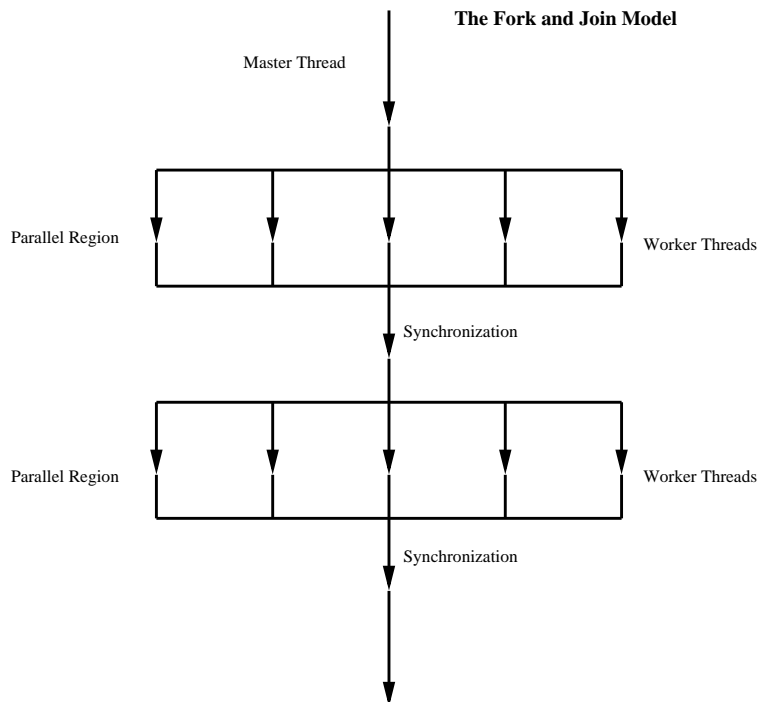 The Fork and Join Model
Master Thread
Parallel Region
Worker Threads
Synchronization
Parallel Region
Worker Threads
Synchronization